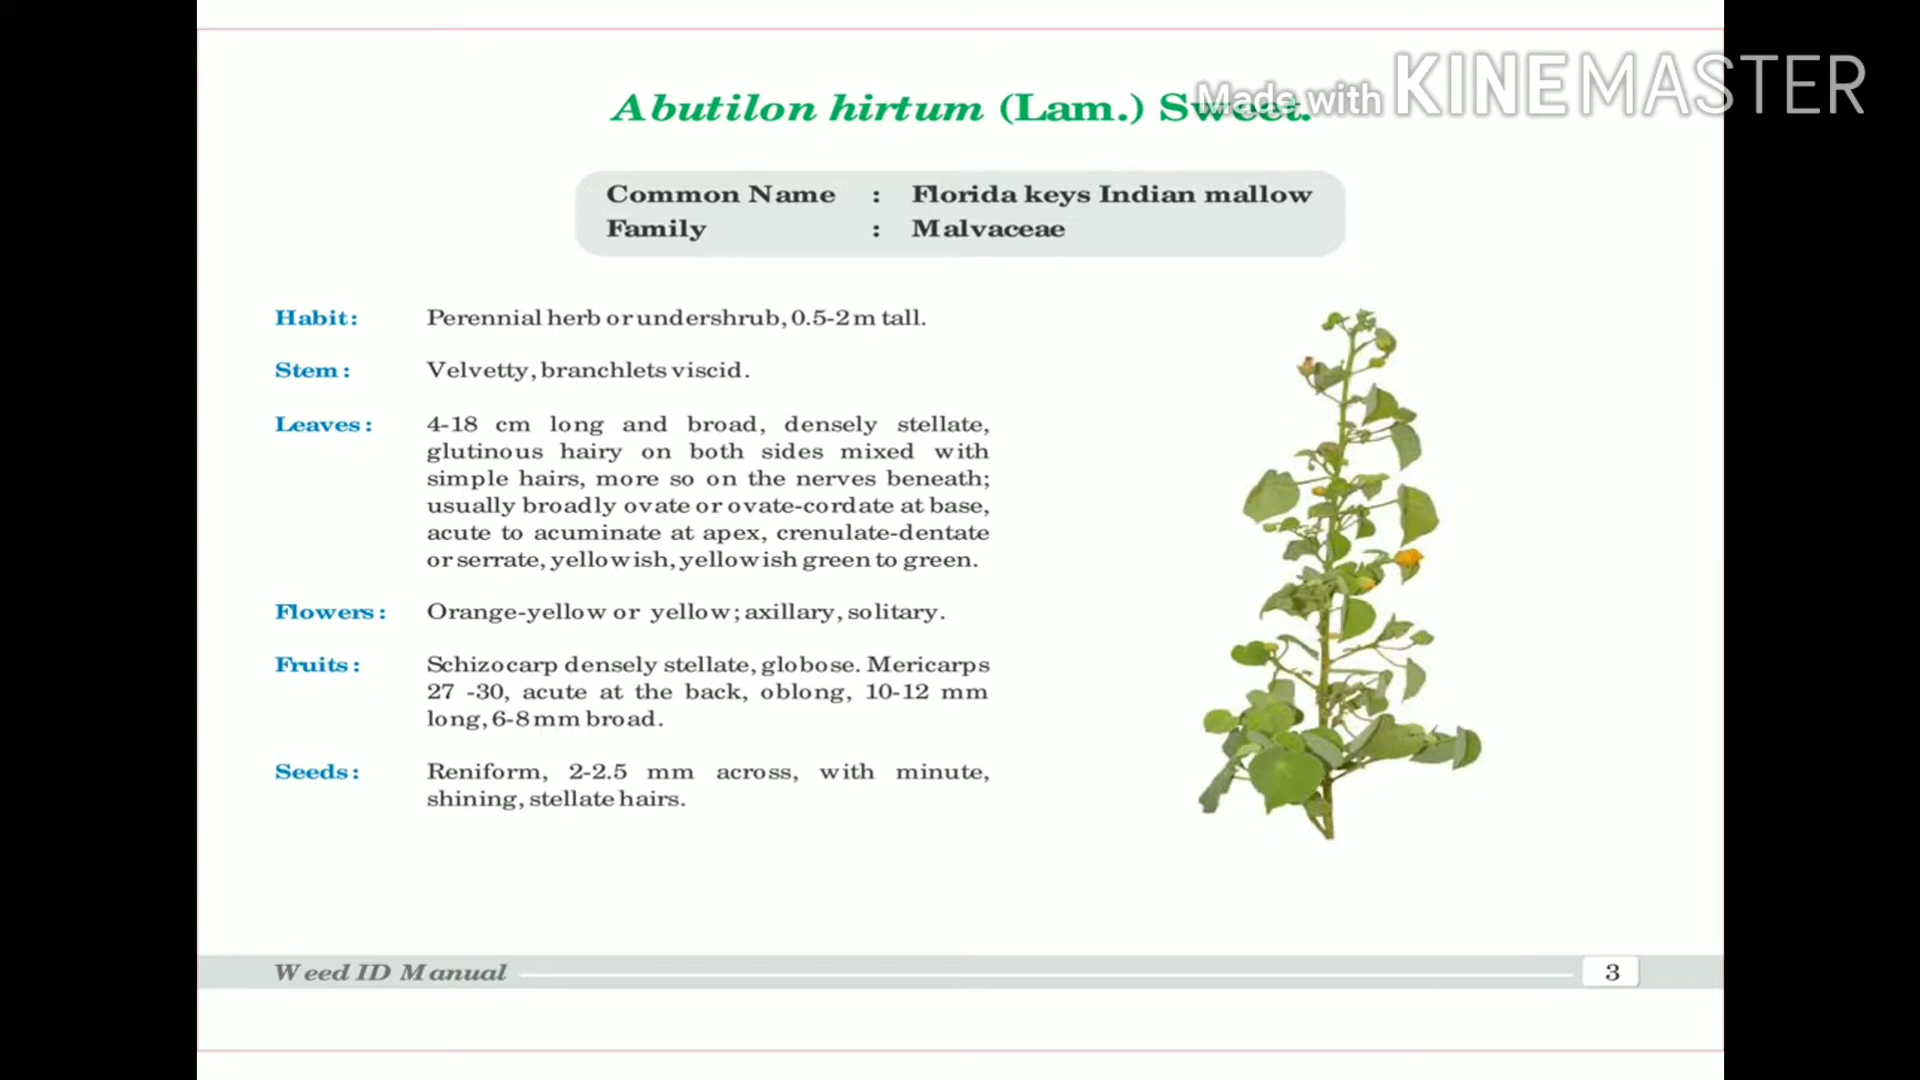 Abutilon hirtum (Lam.) Sweet.
Made with KINEMASTER
Common Name : Florida keys Indian mallow
Family : Malvaceae
Habit: Perennial herb or undershrub, 0.5-2 m tall.
Stem: Velvetty, branchlets viscid.
Leaves: 4-18 cm long and broad, densely stellate,
glutinous hairy on both sides mixed with
simple hairs, more so on the nerves beneath;
usually broadly ovate or ovate-cordate at base,
acute to acuminate at apex, crenulate-dentate
or serrate, yellowish, yellowish green to green.
Flowers: Orange-yellow or yellow; axillary, solitary.
Fruits: Schizocarp densely stellate, globose. Mericarps
27 -30, acute at the back, oblong, 10-12 mm
long, 6-8 mm broad.
Seeds: Reniform, 2-2.5 mm across, with minute,
shining, stellate hairs.
Weed ID Manual 3